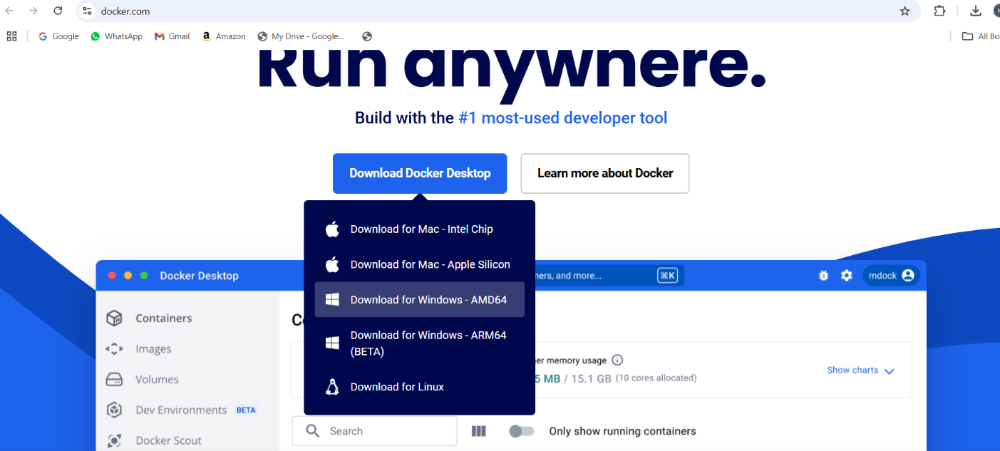 docker.com
Google
WhatsApp
Gmail
Amazon
My Drive - Google...
All Bo
Run anywhere.
Build with the #1 most-used developer tool
Download Docker Desktop
Learn more about Docker
Download for Mac - Intel Chip
Download for Mac - Apple Silicon
Download for Windows - AMD64
Download for Windows - ARM64
(BETA)
Download for Linux
Docker Desktop
ners, and more...
⌘K
mdock
Containers
Images
Volumes
Dev Environments BETA
Docker Scout
er memory usage
5 MB / 15.1 GB (10 cores allocated)
Show charts
Search
Only show running containers